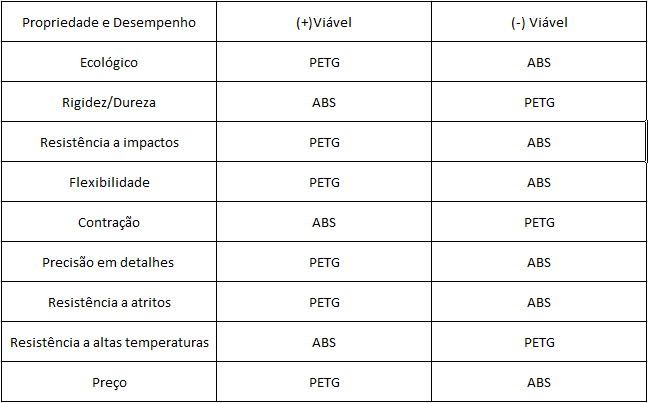 Propriedade e Desempenho (+)Viável (-) Viável
Ecológico PETG ABS
Rigidez/Dureza ABS PETG
Resistência a impactos PETG ABS
Flexibilidade PETG ABS
Contração ABS PETG
Precisão em detalhes PETG ABS
Resistência a atritos PETG ABS
Resistência a altas temperaturas ABS PETG
Preço PETG ABS